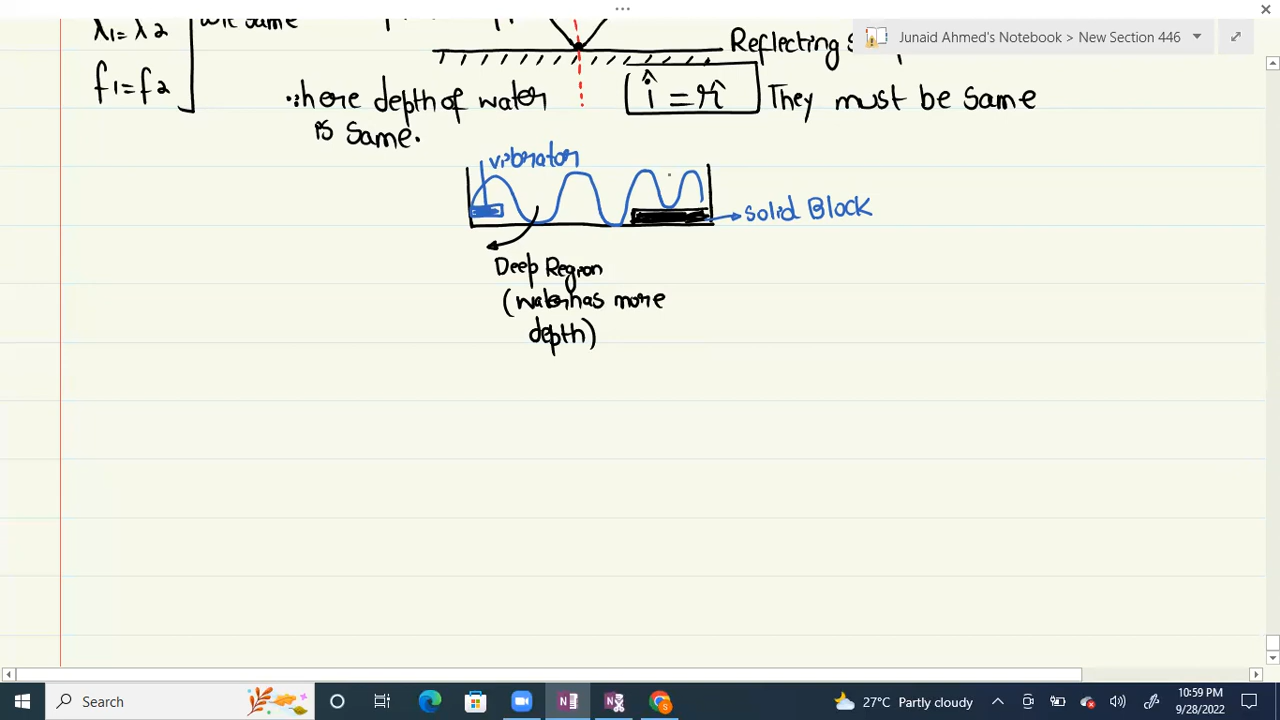 Junaid Ahmed's Notebook > New Section 446
λ1 = λ2
f1 = f2
Reflecting
∴ here depth of water
is same.
î = r̂
They must be same
vibrator
solid Block
Deep Region
(water has more
depth)
Search
27°C Partly cloudy
10:59 PM
9/28/2022